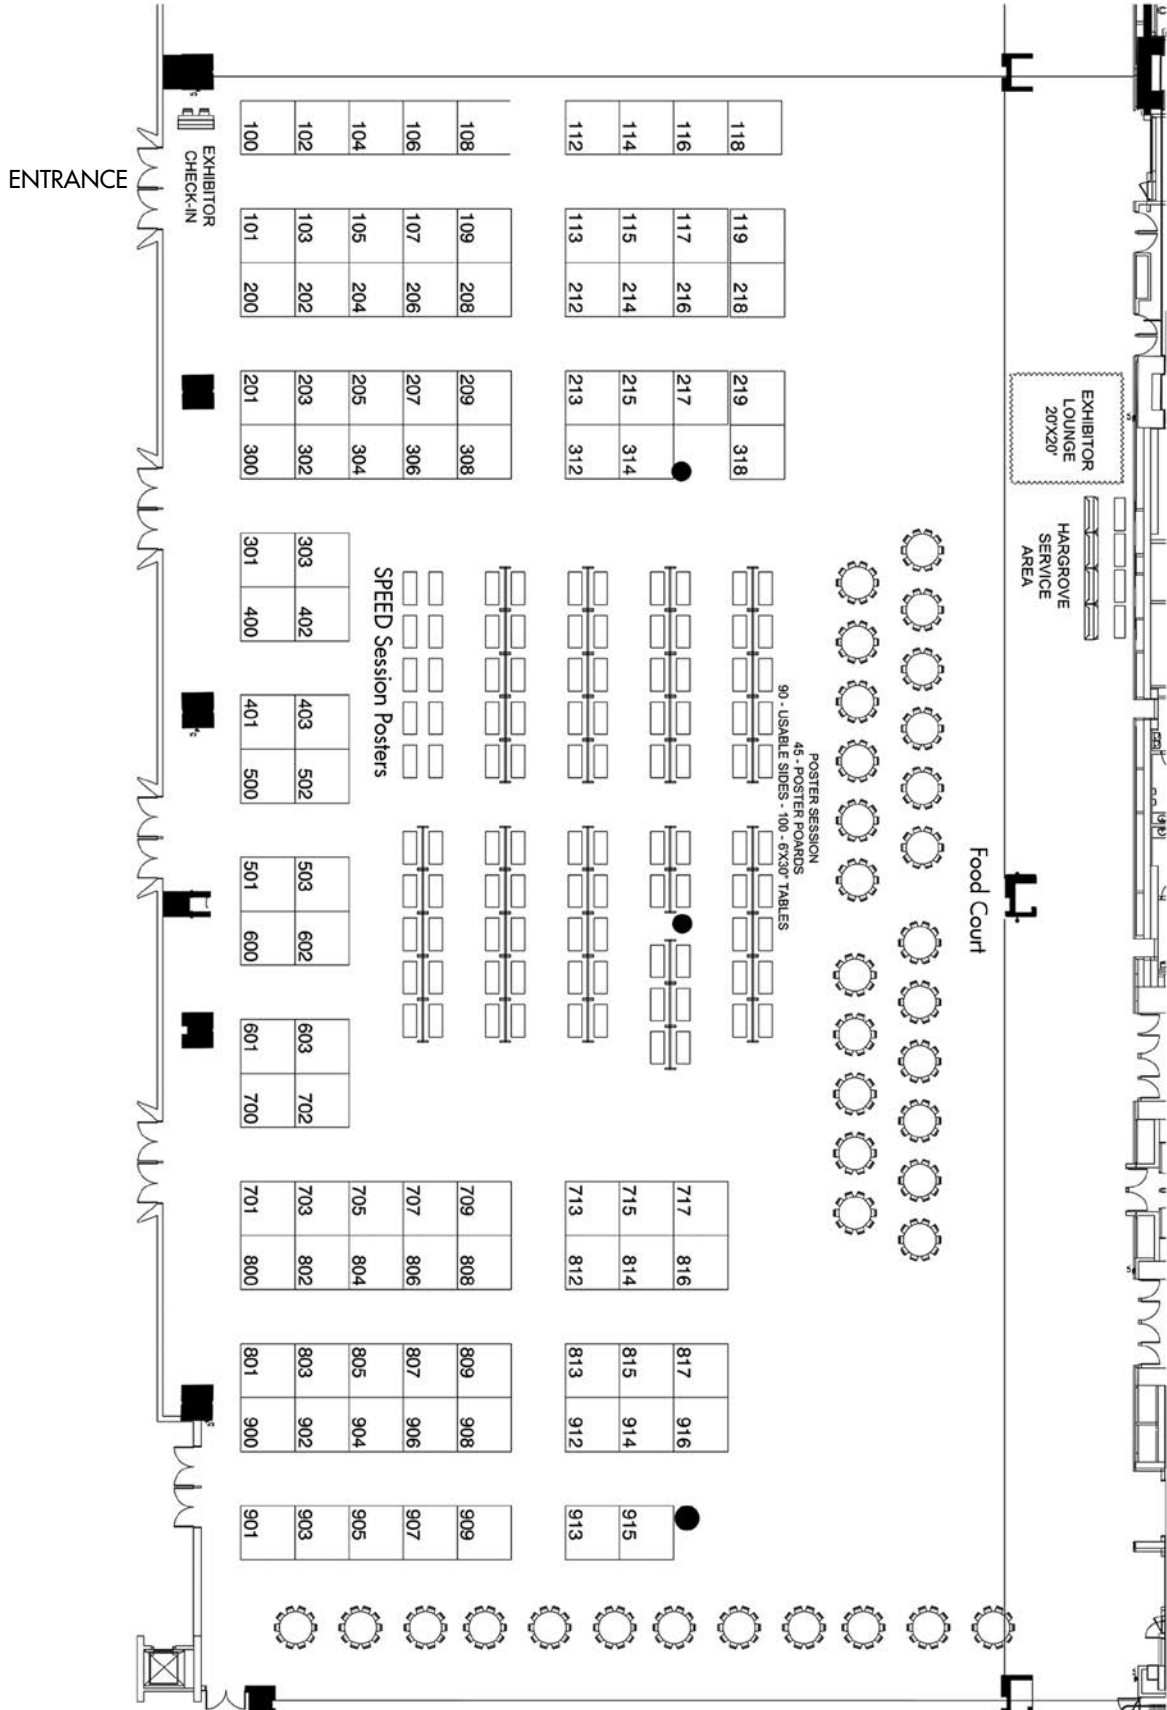 ENTRANCE
EXHIBITOR
CHECK-IN
100 102 104 106 108 112 114 116 118
101 103 105 107 109 113 115 117 119
200 202 204 206 208 212 214 216 218
201 203 205 207 209 213 215 217 219
300 302 304 306 308 312 314 318
EXHIBITOR
LOUNGE
20'X20'
HARGROVE
SERVICE
AREA
301 303
400 402
SPEED Session Posters
401 403
500 502
POSTER SESSION
45 - POSTER POARDS
90 - USABLE SIDES - 100 - 6'X30" TABLES
Food Court
501 503
600 602
601 603
700 702
701 703 705 707 709 713 715 717
800 802 804 806 808 812 814 816
801 803 805 807 809 813 815 817
900 902 904 906 908 912 914 916
901 903 905 907 909 913 915